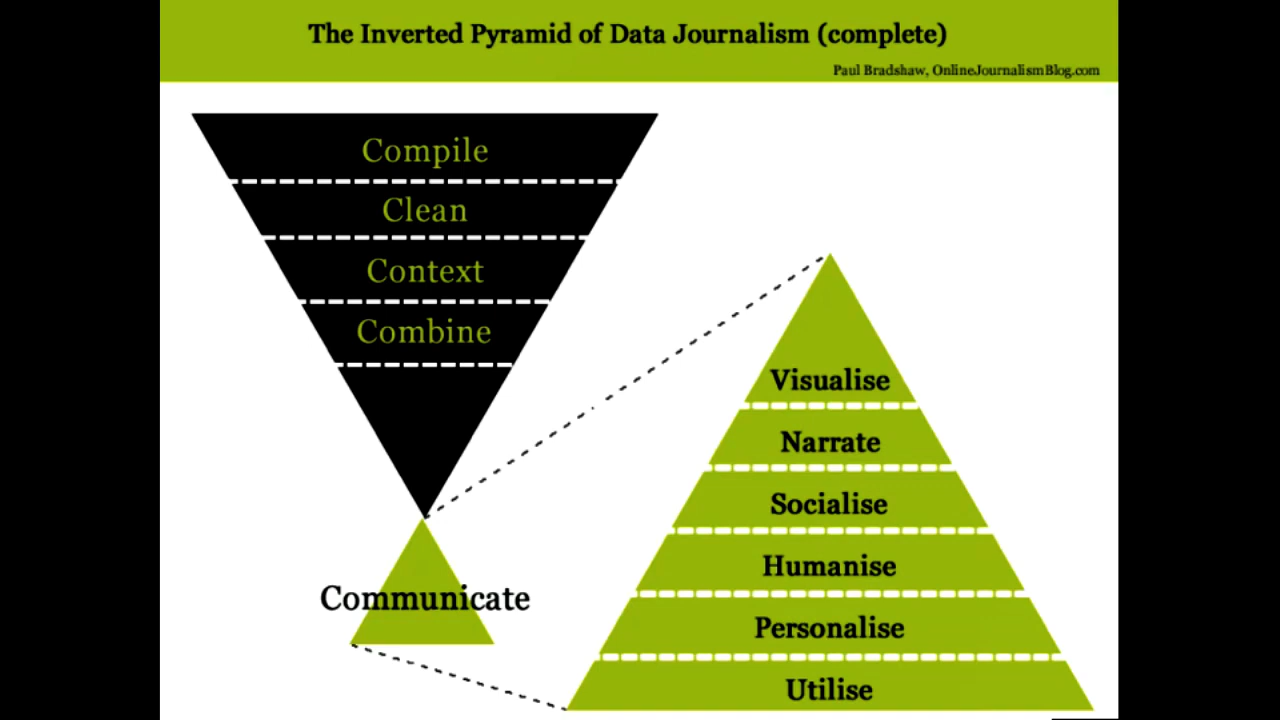 The Inverted Pyramid of Data Journalism (complete)
Paul Bradshaw, OnlineJournalismBlog.com
Compile
Clean
Context
Combine
Communicate
Visualise
Narrate
Socialise
Humanise
Personalise
Utilise